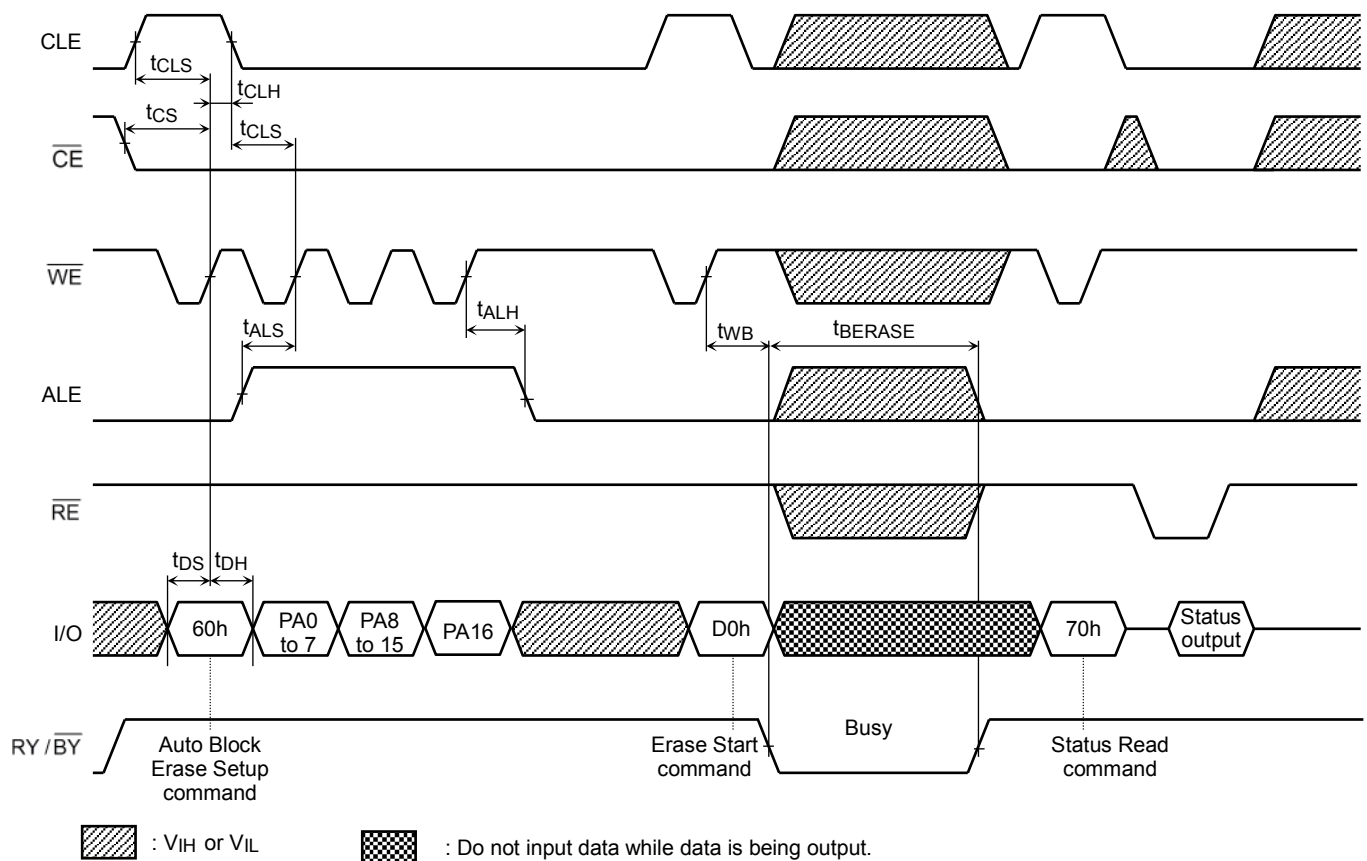 CLE
tCLS
tCLH
tCS
tCLS
CE
WE
tALS
tALH
tWB
tBERASE
ALE
RE
tDS
tDH
I/O
60h
PA0
to 7
PA8
to 15
PA16
D0h
70h
Status
output
RY / BY
Busy
Auto Block
Erase Setup
command
Erase Start
command
Status Read
command
: VIH or VIL
: Do not input data while data is being output.